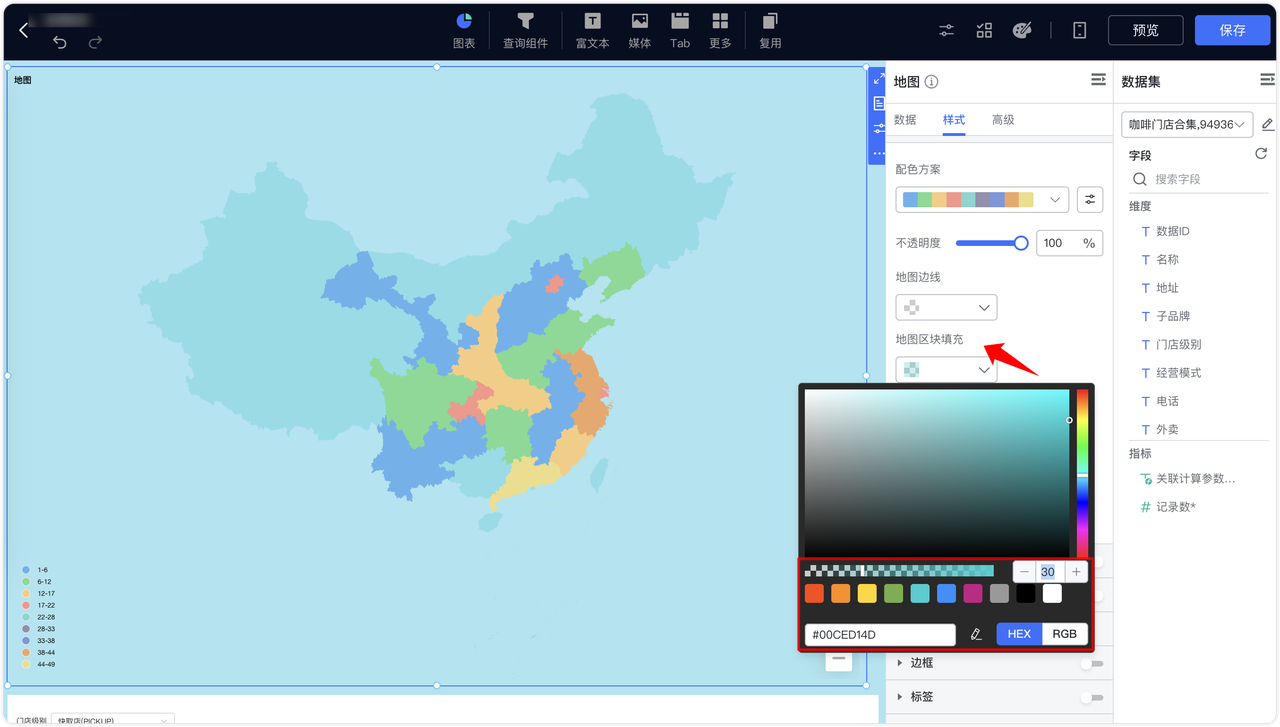 图表
查询组件
富文本
媒体
Tab
更多
复用
预览
保存
地图
1-6
6-12
12-17
17-22
22-28
28-33
33-38
38-44
44-49
门店级别
快取店(PICKUP)
地图
数据
样式
高级
配色方案
不透明度
100
%
地图边线
地图区块填充
30
#00CED14D
HEX
RGB
边框
标签
数据集
咖啡门店合集,94936
字段
搜索字段
维度
T 数据ID
T 名称
T 地址
T 子品牌
T 门店级别
T 经营模式
T 电话
T 外卖
指标
关联计算参数...
# 记录数*